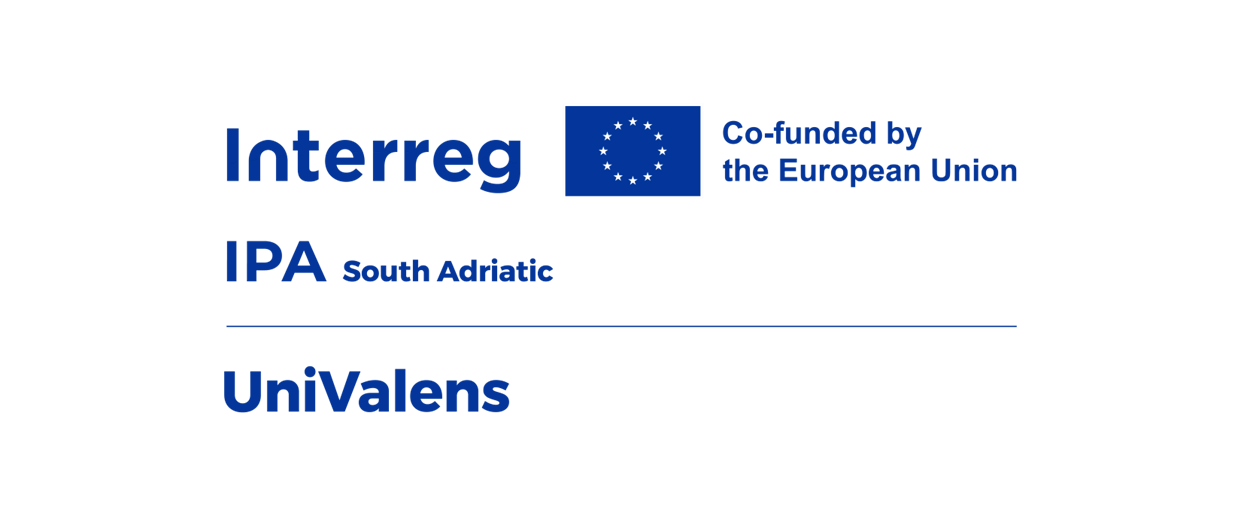 Interreg
Co-funded by
the European Union
IPA South Adriatic
UniValens